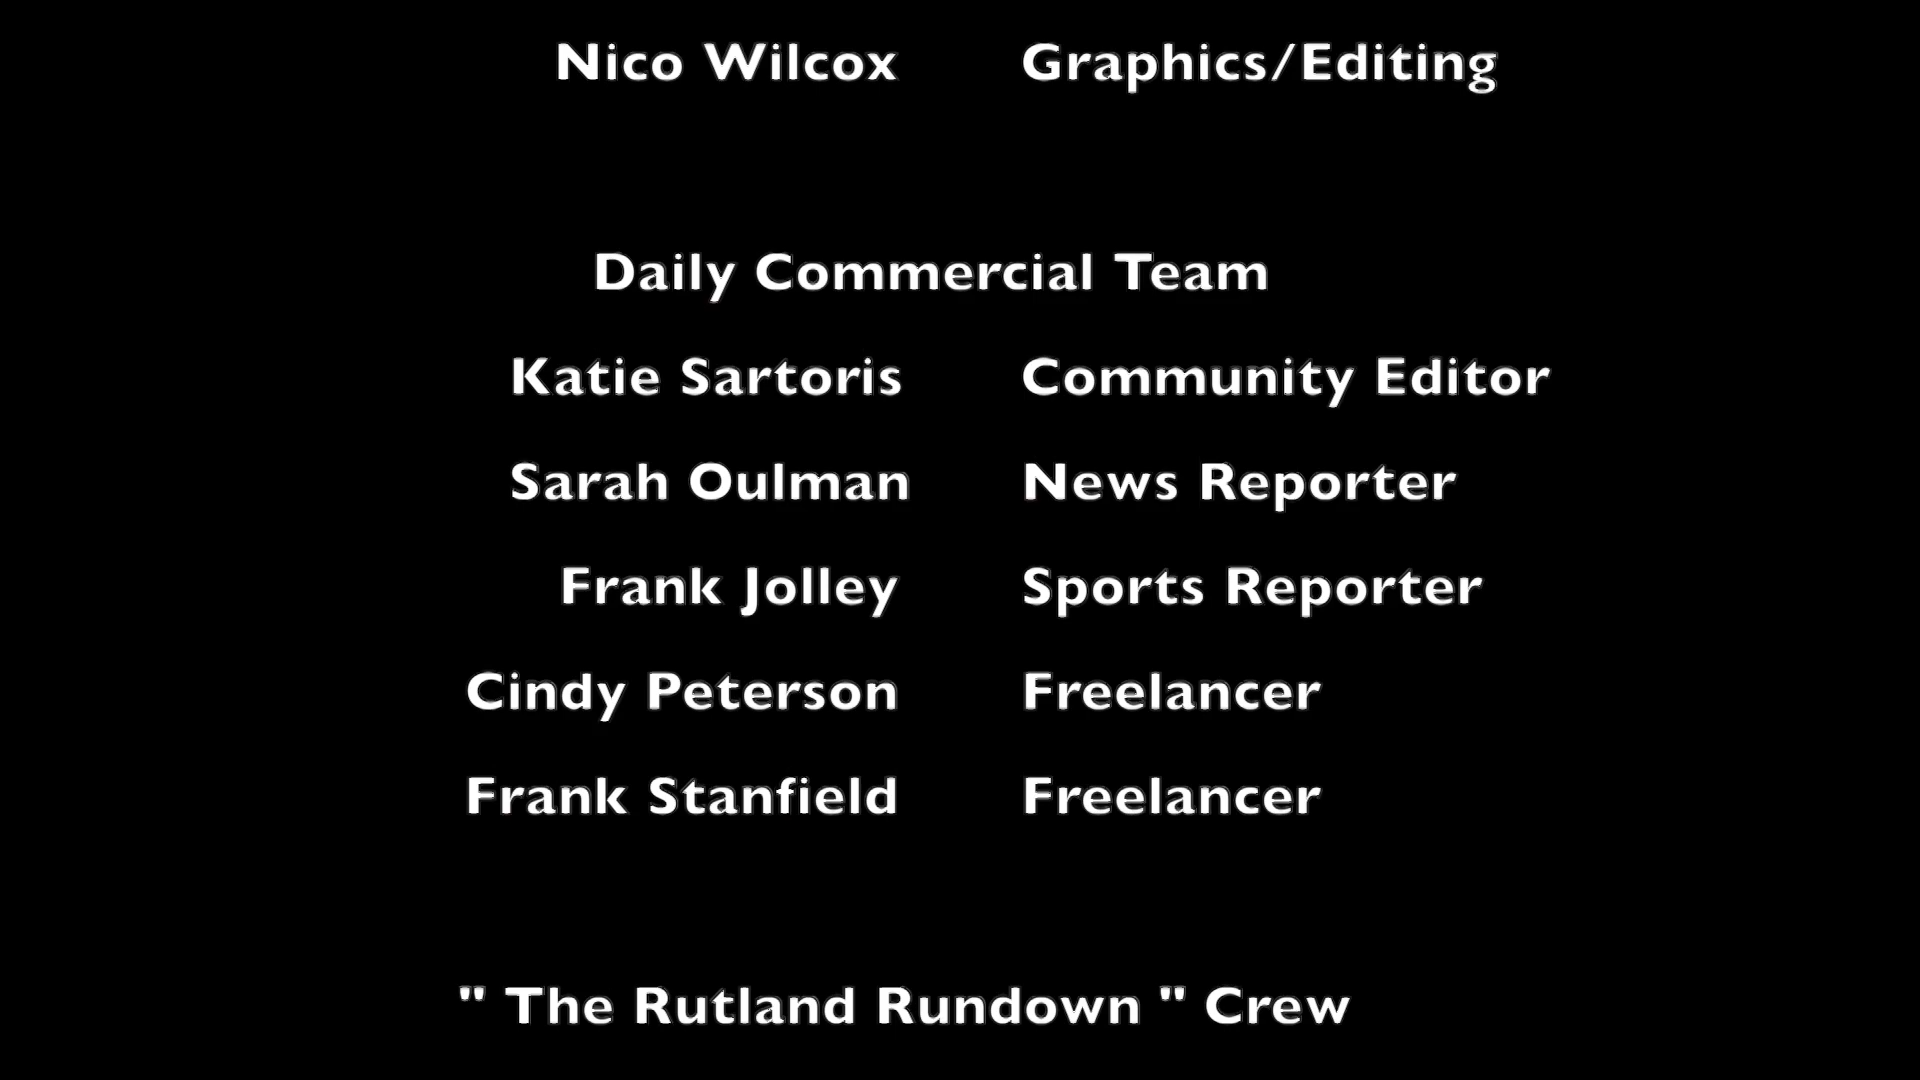 Nico Wilcox Graphics/Editing
Daily Commercial Team
Katie Sartoris Community Editor
Sarah Oulman News Reporter
Frank Jolley Sports Reporter
Cindy Peterson Freelancer
Frank Stanfield Freelancer
" The Rutland Rundown " Crew